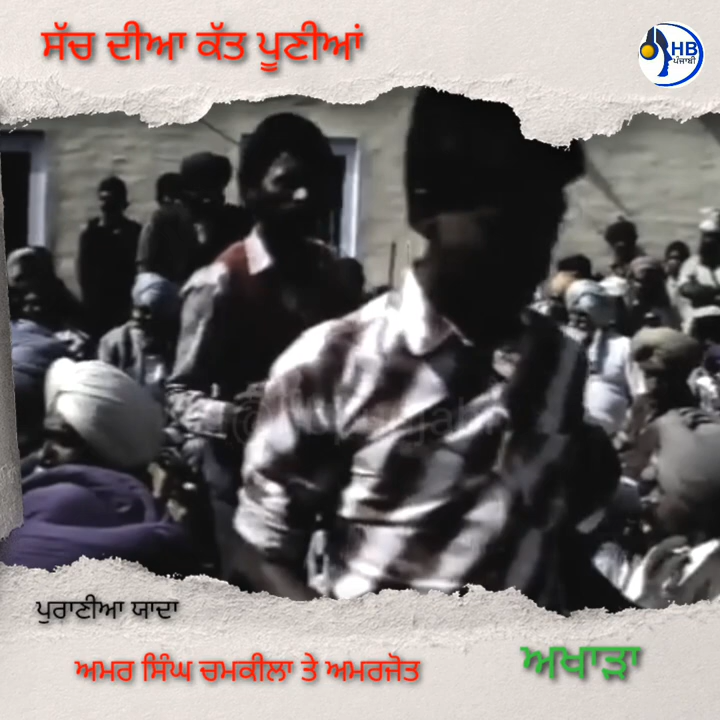 ਸੱਚ ਦੀਆ ਕੱਤ ਪੂਣੀਆਂ
HB
ਪੰਜਾਬੀ
ਪੁਰਾਣੀਆ ਯਾਦਾ
ਅਮਰ ਸਿੰਘ ਚਮਕੀਲਾ ਤੇ ਅਮਰਜੋਤ
ਅਖਾੜਾ